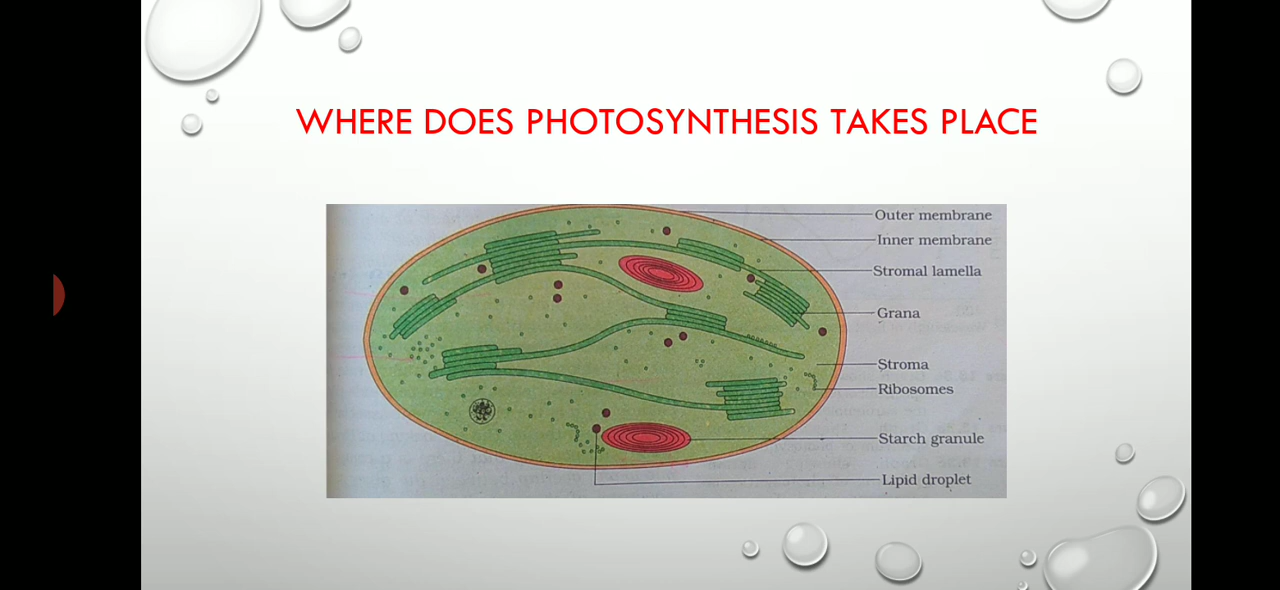 WHERE DOES PHOTOSYNTHESIS TAKES PLACE
Outer membrane
Inner membrane
Stromal lamella
Grana
Stroma
Ribosomes
Starch granule
Lipid droplet